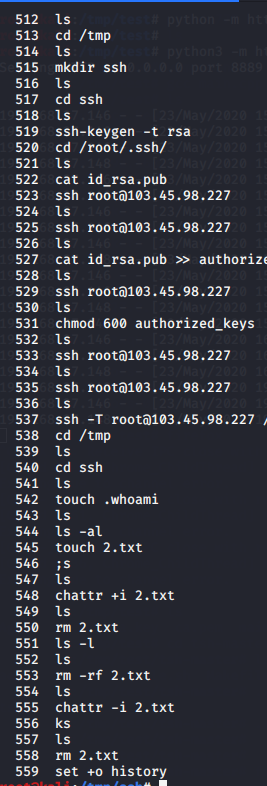 512 ls
513 cd /tmp
514 ls
515 mkdir ssh
516 ls
517 cd ssh
518 ls
519 ssh-keygen -t rsa
520 cd /root/.ssh/
521 ls
522 cat id_rsa.pub
523 ssh root@103.45.98.227
524 ls
525 ssh root@103.45.98.227
526 ls
527 cat id_rsa.pub >> authorize
528 ls
529 ssh root@103.45.98.227
530 ls
531 chmod 600 authorized_keys
532 ls
533 ssh root@103.45.98.227
534 ls
535 ssh root@103.45.98.227
536 ls
537 ssh -T root@103.45.98.227 /
538 cd /tmp
539 ls
540 cd ssh
541 ls
542 touch .whoami
543 ls
544 ls -al
545 touch 2.txt
546 ;s
547 ls
548 chattr +i 2.txt
549 ls
550 rm 2.txt
551 ls -l
552 ls
553 rm -rf 2.txt
554 ls
555 chattr -i 2.txt
556 ks
557 ls
558 rm 2.txt
559 set +o history